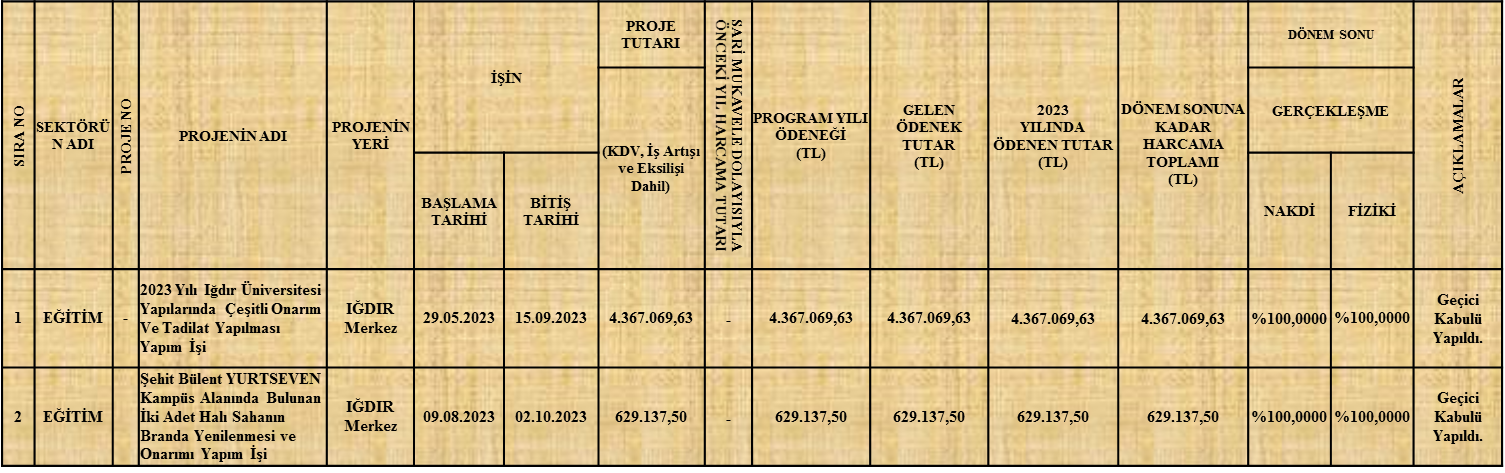 SIRA NO
SEKTÖRÜ
N ADI
PROJE NO
PROJENİN ADI
PROJENİN
YERİ
İŞİN
BAŞLAMA
TARİHİ
BİTİŞ
TARİHİ
PROJE
TUTARI
(KDV, İş Artışı
ve Eksilişi
Dahil)
SARİ MUKAVELE DOLAYISIYLA
ÖNCEKİ YIL HARCAMA TUTARI
PROGRAM YILI
ÖDENEĞİ
(TL)
GELEN
ÖDENEK
TUTAR
(TL)
2023
YILINDA
ÖDENEN TUTAR
(TL)
DÖNEM SONUNA
KADAR
HARCAMA
TOPLAMI
(TL)
DÖNEM SONU
GERÇEKLEŞME
NAKDİ
FİZİKİ
AÇIKLAMALAR
1
EĞİTİM
-
2023 Yılı Iğdır Üniversitesi
Yapılarında Çeşitli Onarım
Ve Tadilat Yapılması
Yapım İşi
IĞDIR
Merkez
29.05.2023
15.09.2023
4.367.069,63
-
4.367.069,63
4.367.069,63
4.367.069,63
4.367.069,63
%100,0000
%100,0000
Geçici
Kabulü
Yapıldı.
2
EĞİTİM
Şehit Bülent YURTSEVEN
Kampüs Alanında Bulunan
İki Adet Halı Sahanın
Branda Yenilenmesi ve
Onarımı Yapım İşi
IĞDIR
Merkez
09.08.2023
02.10.2023
629.137,50
-
629.137,50
629.137,50
629.137,50
629.137,50
%100,0000
%100,0000
Geçici
Kabulü
Yapıldı.